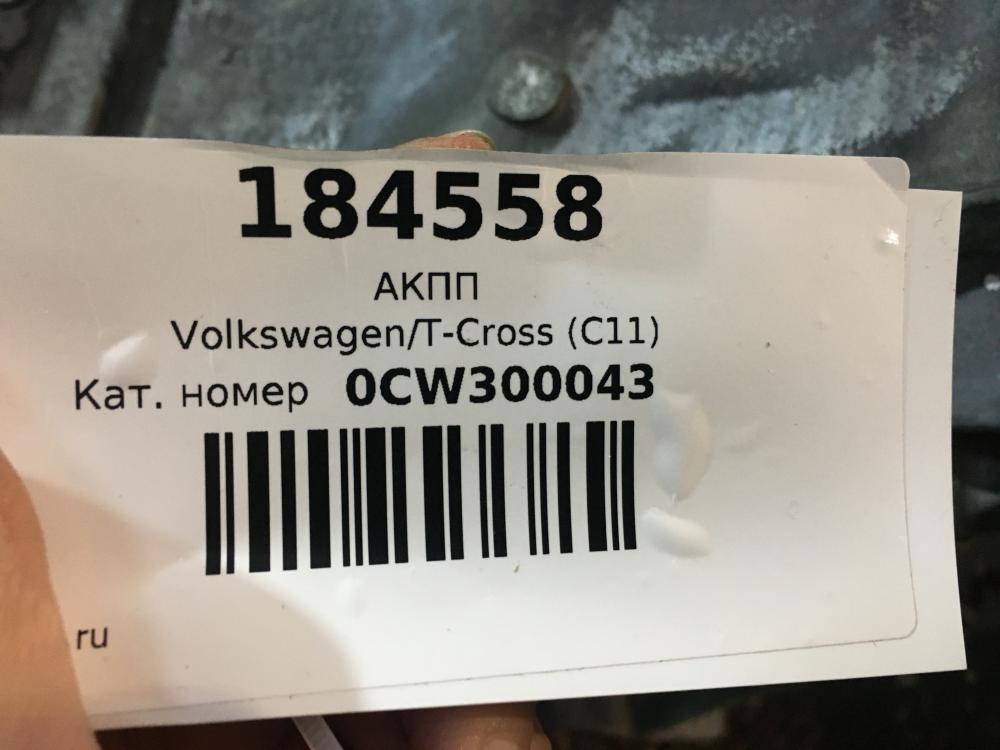 184558
АКПП
Volkswagen/T-Cross (C11)
Кат. номер 0CW300043
ru